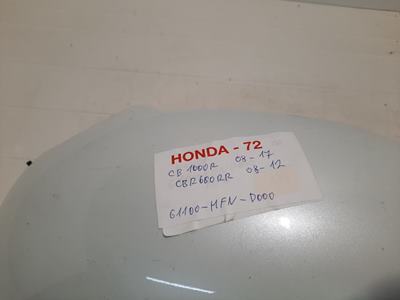 HONDA - 72
CB 1000R 08-17
CBR600RR 08-12
61100-MFN-D000